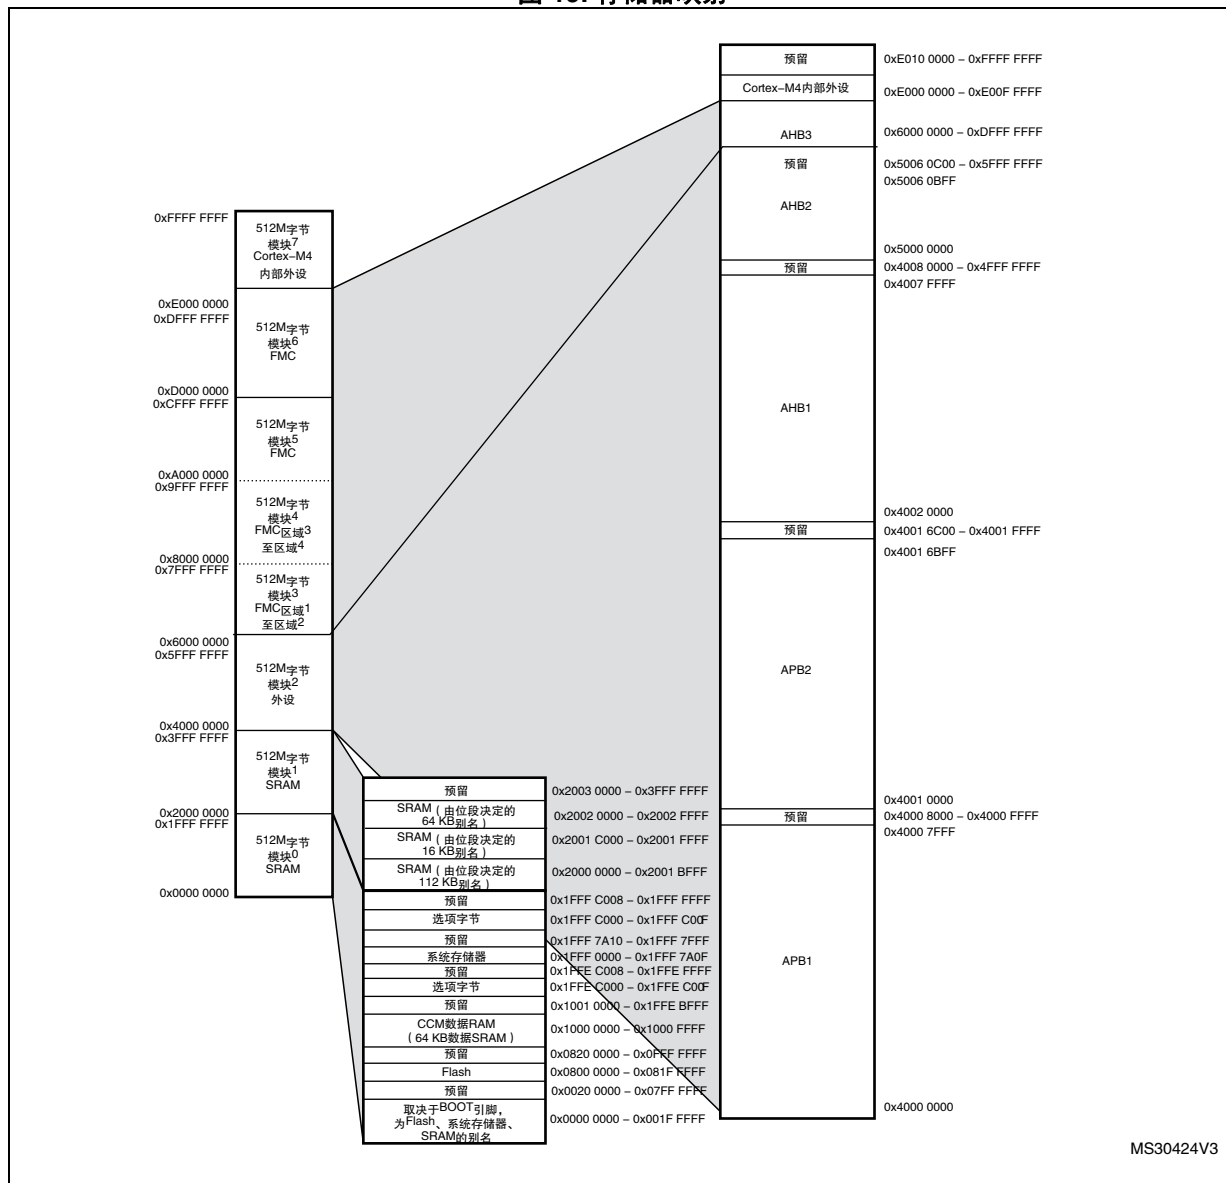 0xFFFF FFFF
512M字节
模块7
Cortex-M4
内部外设
0xE000 0000
0xDFFF FFFF
512M字节
模块6
FMC
0xD000 0000
0xCFFF FFFF
512M字节
模块5
FMC
0xA000 0000
0x9FFF FFFF
512M字节
模块4
FMC区域3
至区域4
0x8000 0000
0x7FFF FFFF
512M字节
模块3
FMC区域1
至区域2
0x6000 0000
0x5FFF FFFF
512M字节
模块2
外设
0x4000 0000
0x3FFF FFFF
512M字节
模块1
SRAM
0x2000 0000
0x1FFF FFFF
512M字节
模块0
SRAM
0x0000 0000
预留 0x2003 0000 – 0x3FFF FFFF
SRAM（由位段决定的
64 KB别名） 0x2002 0000 – 0x2002 FFFF
SRAM（由位段决定的
16 KB别名） 0x2001 C000 – 0x2001 FFFF
SRAM（由位段决定的
112 KB别名） 0x2000 0000 – 0x2001 BFFF
预留 0x1FFF C008 – 0x1FFF FFFF
选项字节 0x1FFF C000 – 0x1FFF C00F
预留 0x1FFF 7A10 – 0x1FFF 7FFF
系统存储器 0x1FFF 0000 – 0x1FFF 7A0F
预留 0x1FFE C008 – 0x1FFE FFFF
选项字节 0x1FFE C000 – 0x1FFE C00F
预留 0x1001 0000 – 0x1FFE BFFF
CCM数据RAM
（64 KB数据SRAM） 0x1000 0000 – 0x1000 FFFF
预留 0x0820 0000 – 0x0FFF FFFF
Flash 0x0800 0000 – 0x081F FFFF
预留 0x0020 0000 – 0x07FF FFFF
取决于BOOT引脚，
为Flash、系统存储器、 0x0000 0000 – 0x001F FFFF
SRAM的别名
预留 0xE010 0000 – 0xFFFF FFFF
Cortex-M4内部外设 0xE000 0000 – 0xE00F FFFF
AHB3 0x6000 0000 – 0xDFFF FFFF
预留 0x5006 0C00 – 0x5FFF FFFF
0x5006 0BFF
AHB2
0x5000 0000
预留 0x4008 0000 – 0x4FFF FFFF
0x4007 FFFF
AHB1
0x4002 0000
预留 0x4001 6C00 – 0x4001 FFFF
0x4001 6BFF
APB2
0x4001 0000
预留 0x4000 8000 – 0x4000 FFFF
0x4000 7FFF
APB1
0x4000 0000
MS30424V3